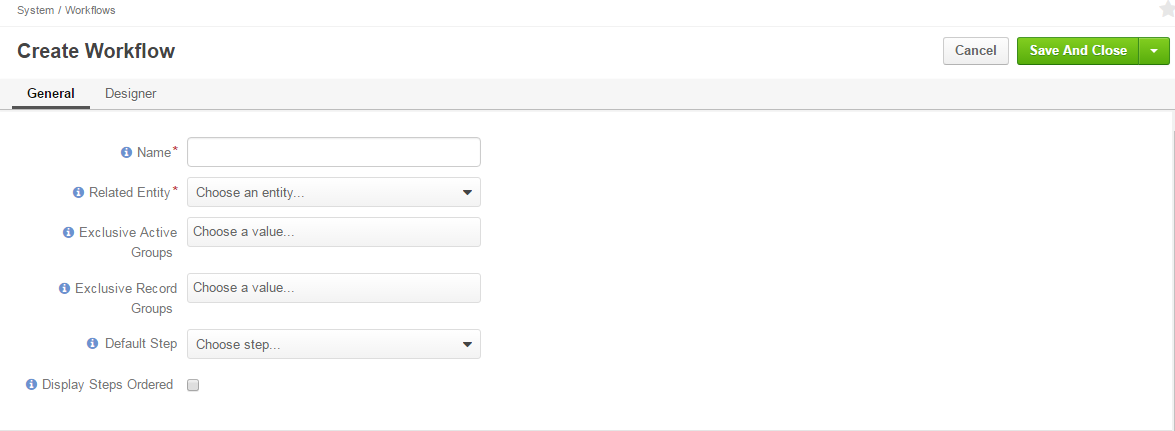 System / Workflows
Create Workflow
Cancel
Save And Close
General
Designer
Name*
Related Entity*
Choose an entity...
Exclusive Active
Groups
Choose a value...
Exclusive Record
Groups
Choose a value...
Default Step
Choose step...
Display Steps Ordered